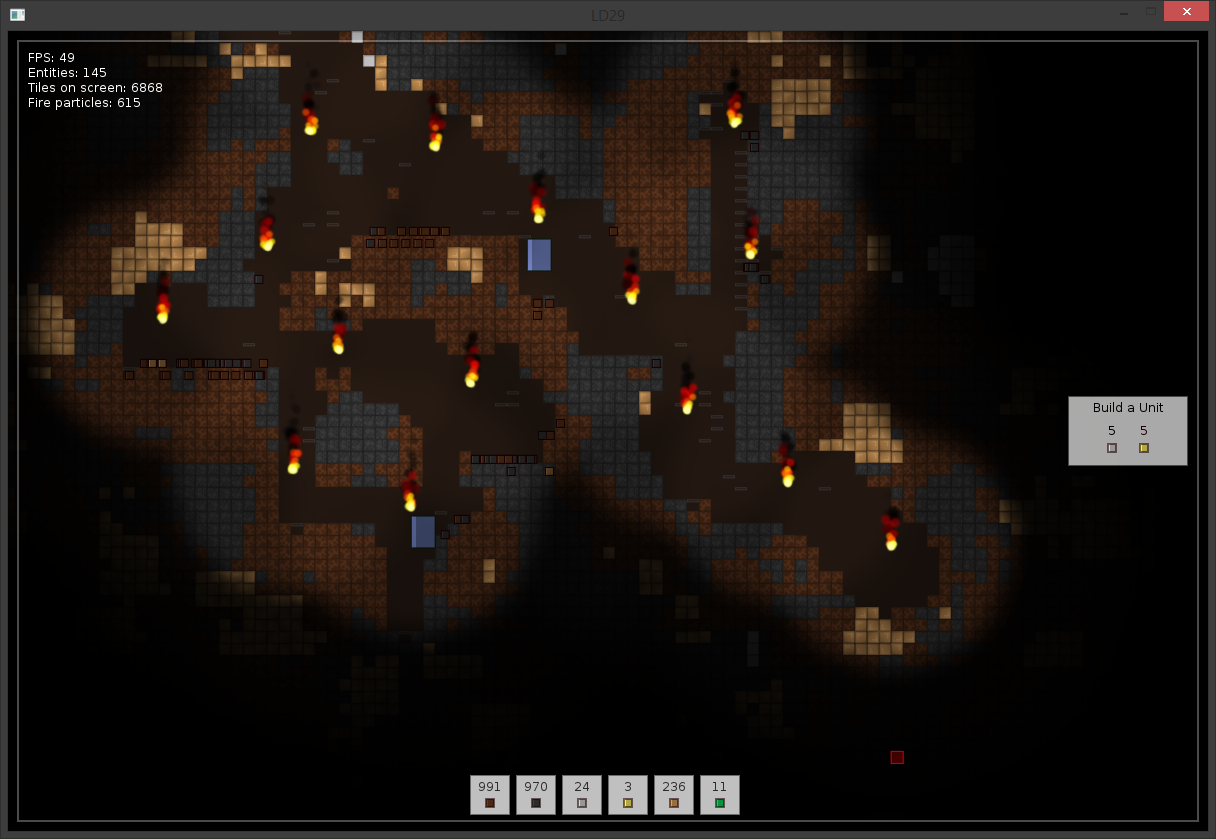 LD29
FPS: 49
Entities: 145
Tiles on screen: 6868
Fire particles: 615
Build a Unit
5 5
991 970 24 3 236 11